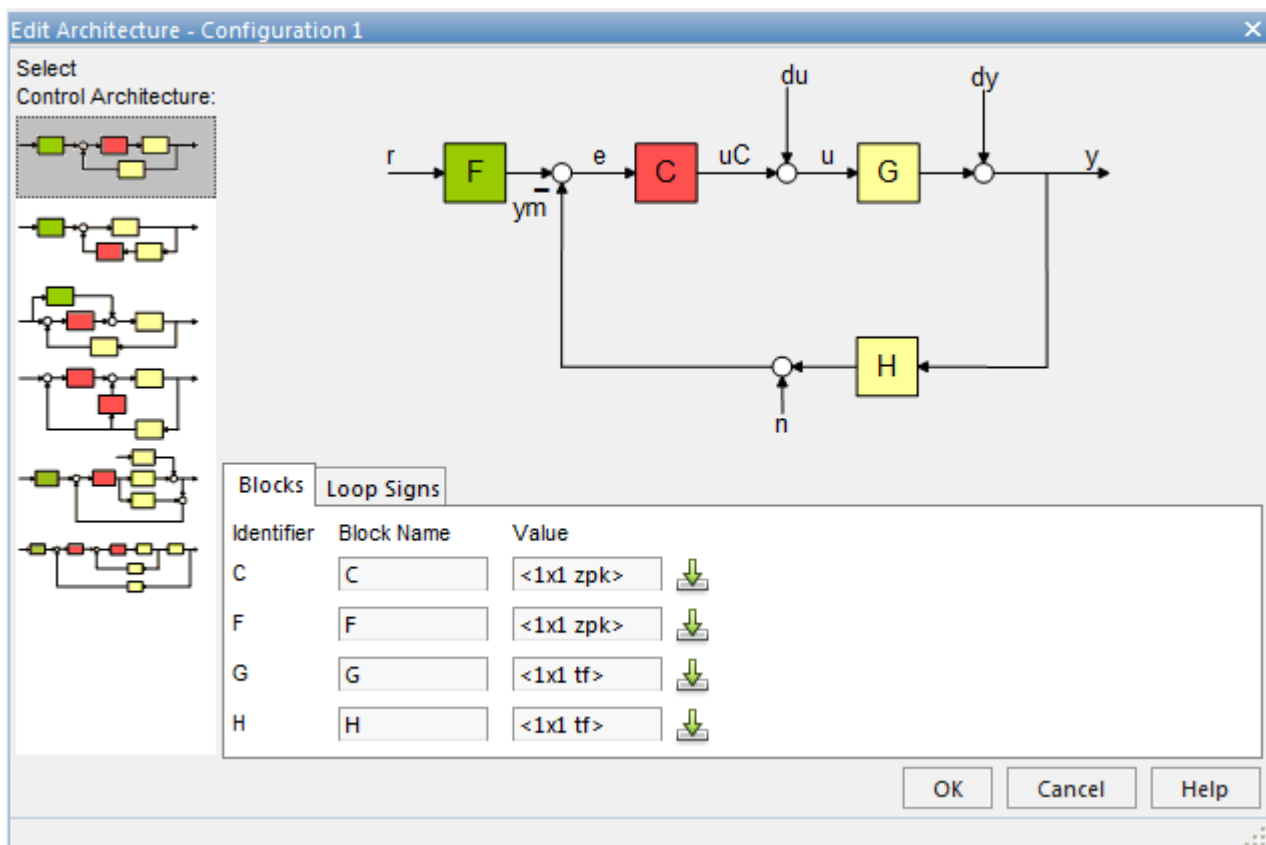 Edit Architecture - Configuration 1
Select
Control Architecture:
du
dy
r
F
e
C
uC
u
G
y
ym
H
n
Blocks
Loop Signs
Identifier Block Name Value
C C <1x1 zpk>
F F <1x1 zpk>
G G <1x1 tf>
H H <1x1 tf>
OK Cancel Help